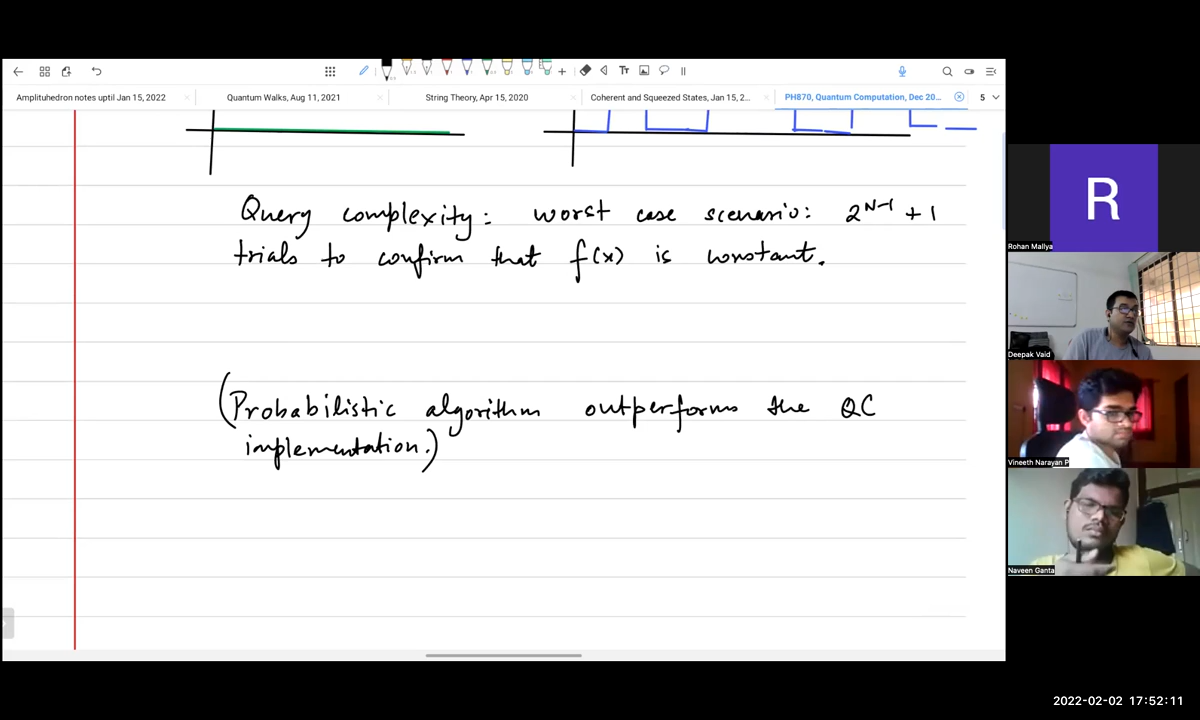 Amplituhedron notes uptil Jan 15, 2022
Quantum Walks, Aug 11, 2021
String Theory, Apr 15, 2020
Coherent and Squeezed States, Jan 15, 2...
PH870, Quantum Computation, Dec 20...
5
Query complexity: worst case scenario: 2^{N-1} + 1
trials to confirm that f(x) is constant.
(Probabilistic algorithm outperforms the QC
implementation.)
R
Rohan Mallya
Deepak Vaid
Vineeth Narayan P
Naveen Ganta
2022-02-02 17:52:11